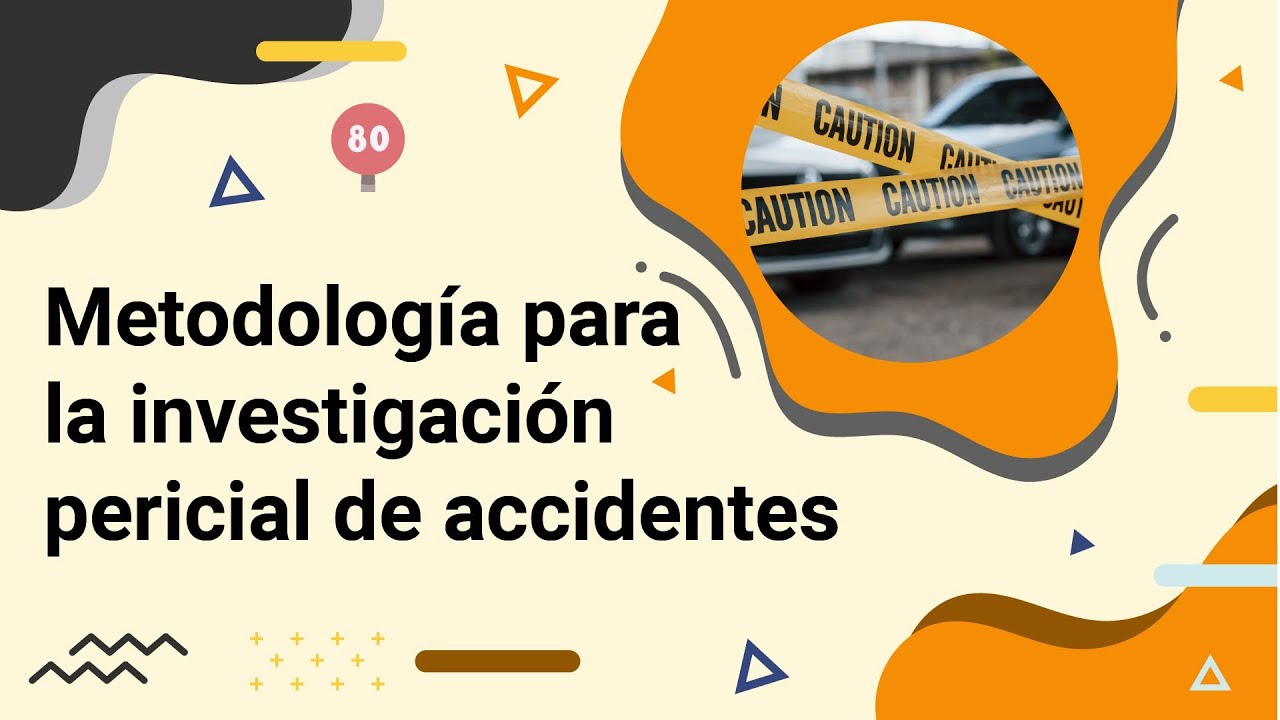 80
CAUTION
CAUTION CAUTION CAUTION
Metodología para
la investigación
pericial de accidentes